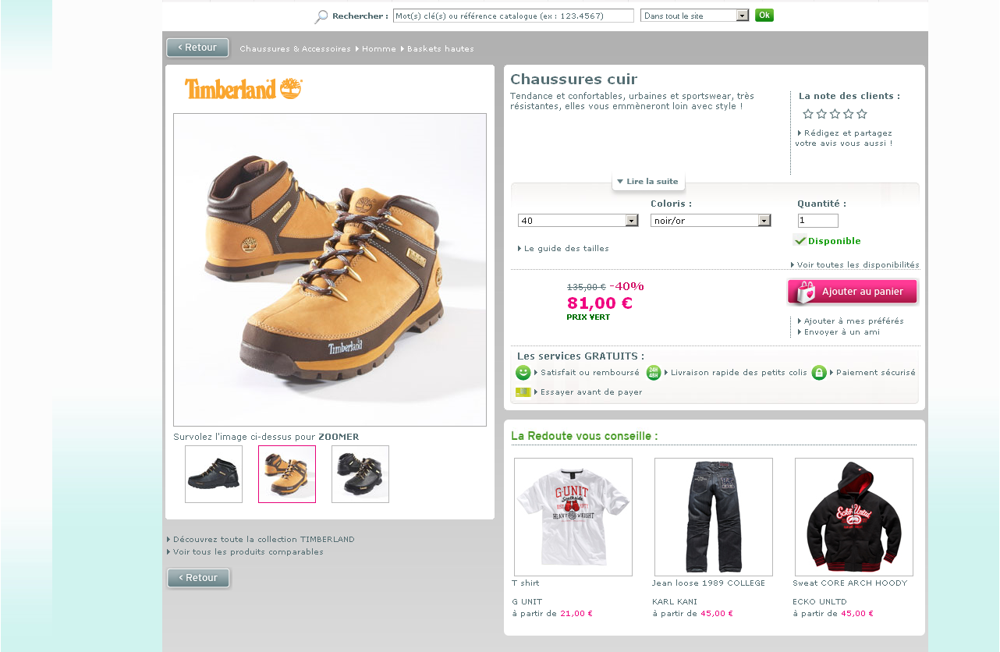 Rechercher :
Mot(s) clé(s) ou référence catalogue (ex : 123.4567)
Dans tout le site
Ok
< Retour
Chaussures & Accessoires
Homme
Baskets hautes
Timberland
Timberland
Survolez l'image ci-dessus pour ZOOMER
Découvrez toute la collection TIMBERLAND
Voir tous les produits comparables
< Retour
Chaussures cuir
Tendance et confortables, urbaines et sportswear, très
résistantes, elles vous emmèneront loin avec style !
La note des clients :
Rédigez et partagez
votre avis vous aussi !
Lire la suite
Coloris :
Quantité :
40
noir/or
1
Disponible
Le guide des tailles
Voir toutes les disponibilités
135,00 € -40%
81,00 €
PRIX VERT
Ajouter au panier
Ajouter à mes préférés
Envoyer à un ami
Les services GRATUITS :
Satisfait ou remboursé
24H
48H
Livraison rapide des petits colis
Paiement sécurisé
Essayer avant de payer
La Redoute vous conseille :
G-UNIT
Southside
HEAVY WEIGHT
Ecko Unltd
T shirt
G UNIT
à partir de 21,00 €
Jean loose 1989 COLLEGE
KARL KANI
à partir de 45,00 €
Sweat CORE ARCH HOODY
ECKO UNLTD
à partir de 45,00 €